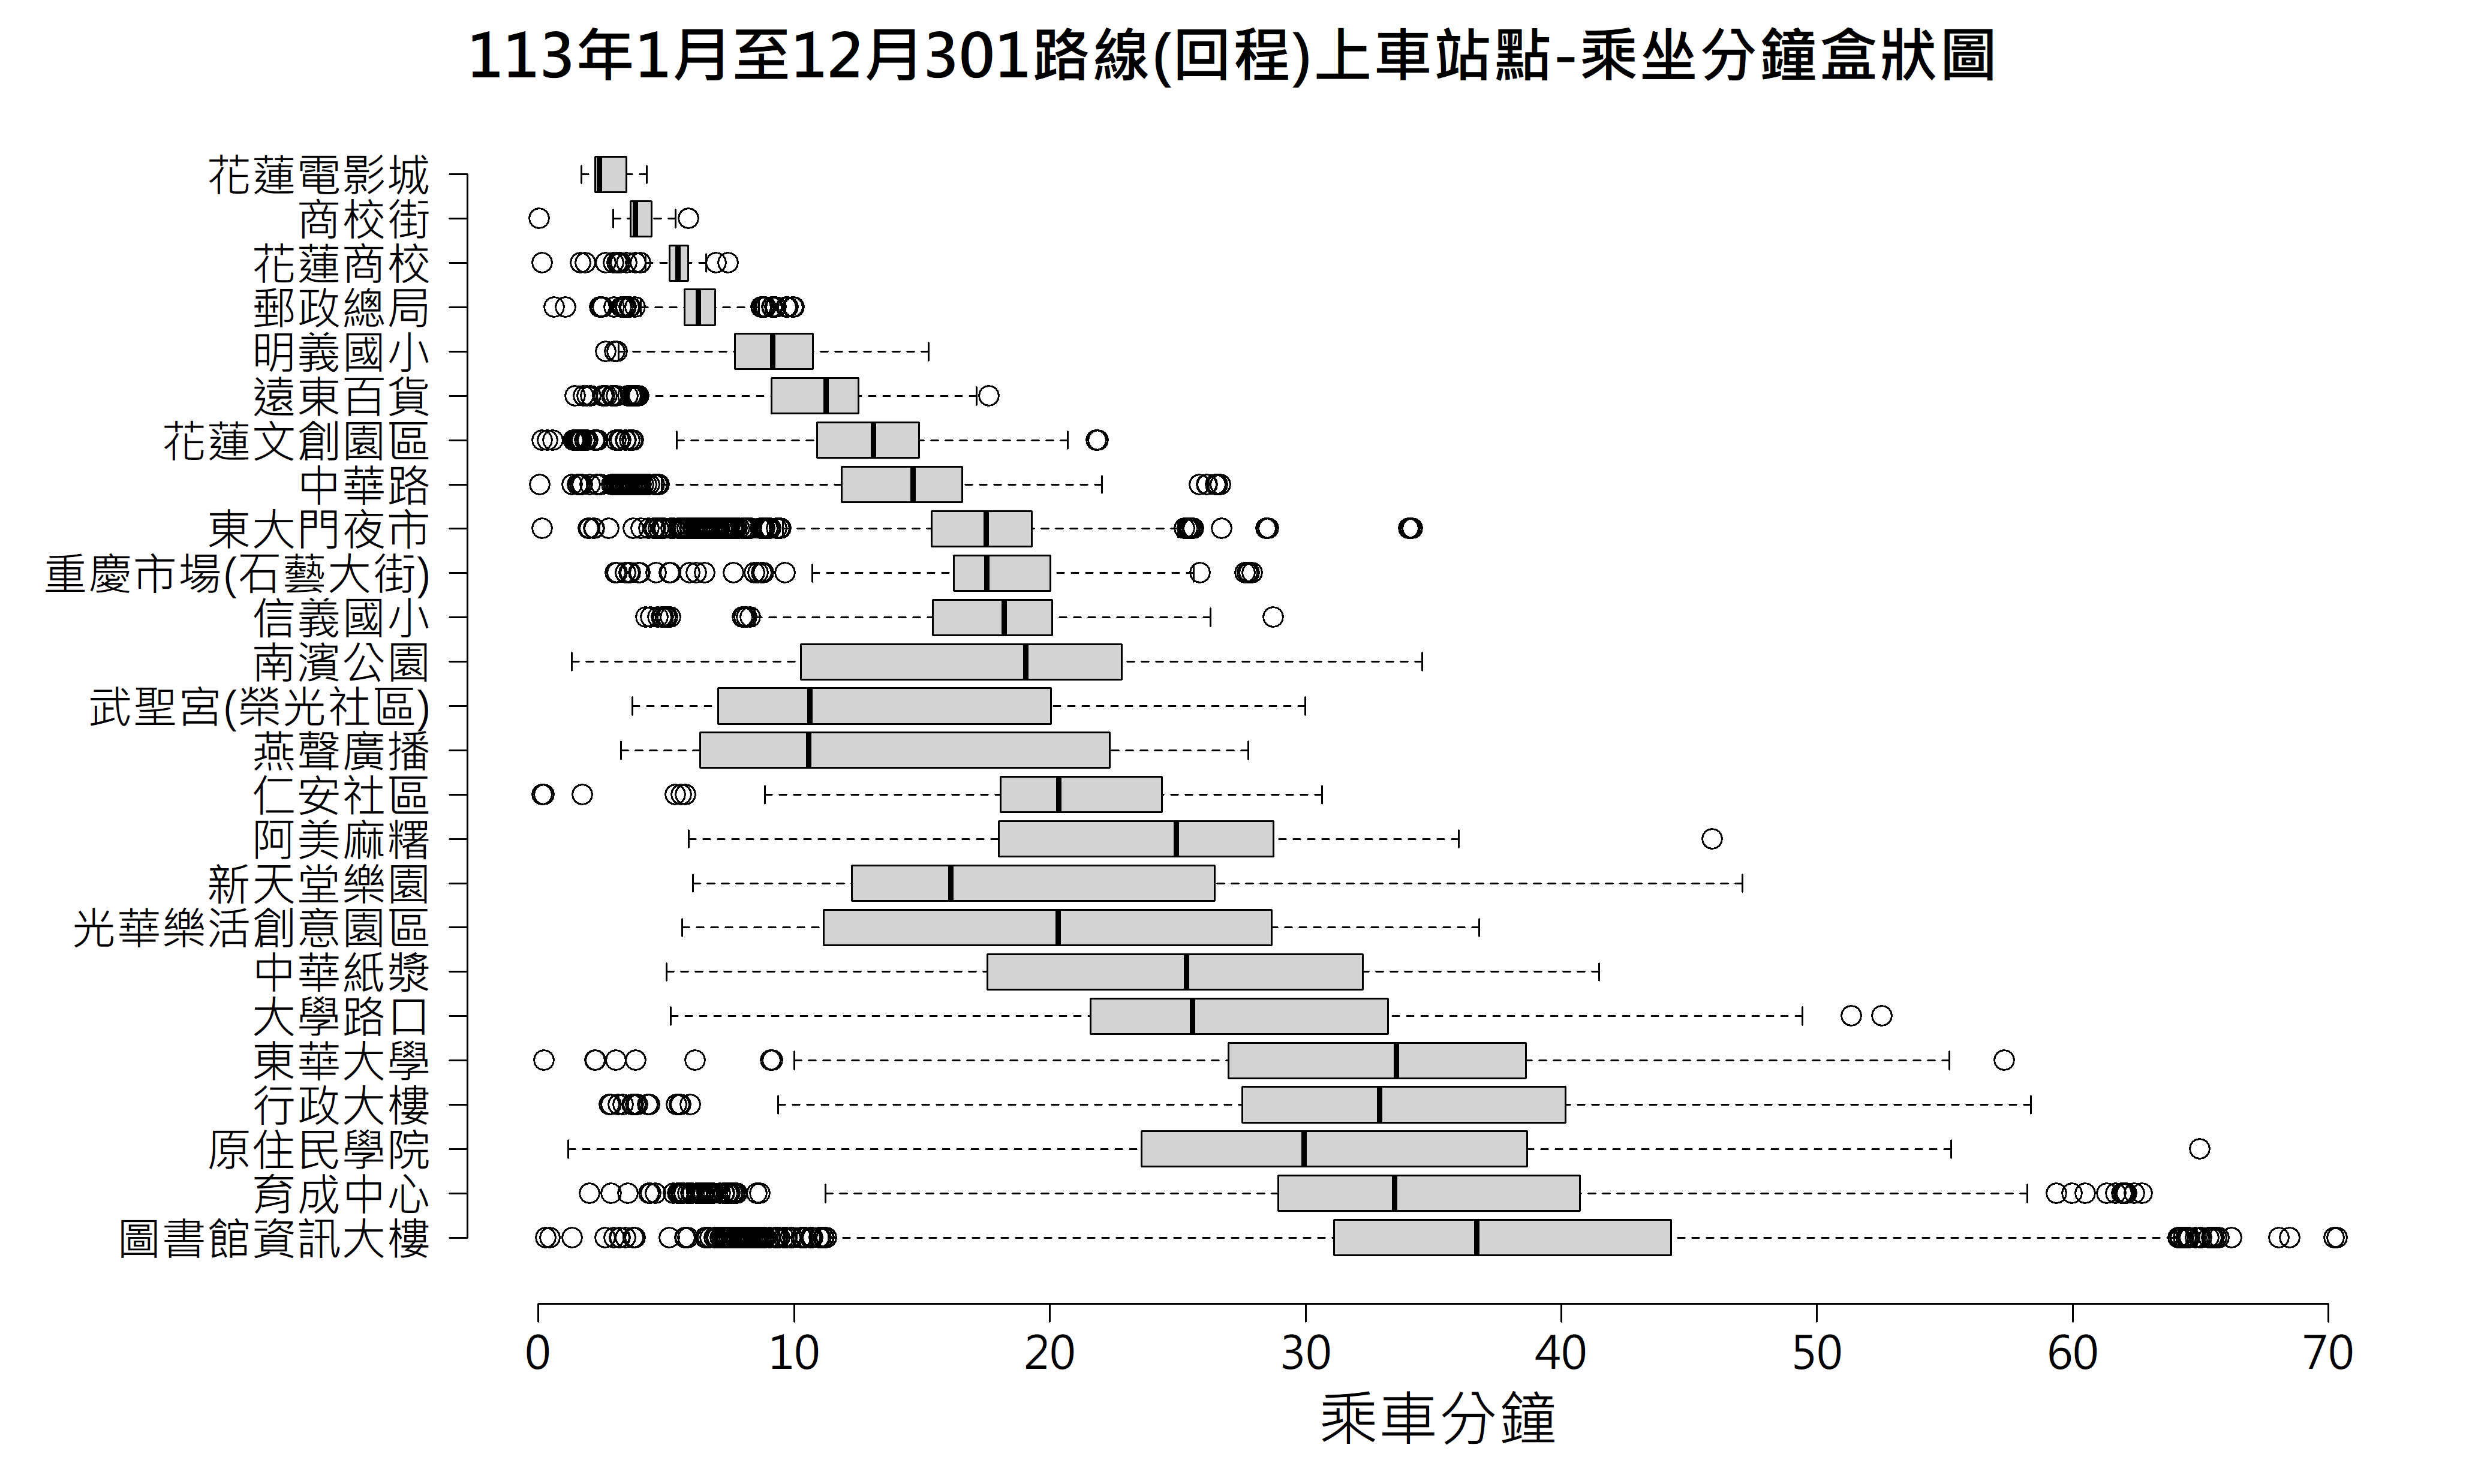 113年1月至12月301路線(回程)上車站點-乘坐分鐘盒狀圖
花蓮電影城
商校街
花蓮商校
郵政總局
明義國小
遠東百貨
花蓮文創園區
中華路
東大門夜市
重慶市場(石藝大街)
信義國小
南濱公園
武聖宮(榮光社區)
燕聲廣播
仁安社區
阿美麻糬
新天堂樂園
光華樂活創意園區
中華紙漿
大學路口
東華大學
行政大樓
原住民學院
育成中心
圖書館資訊大樓
0 10 20 30 40 50 60 70
乘車分鐘